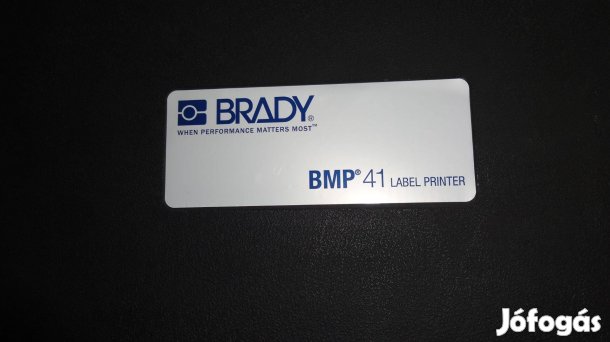 BRADY®
WHEN PERFORMANCE MATTERS MOST™
BMP® 41 LABEL PRINTER
Jófogás